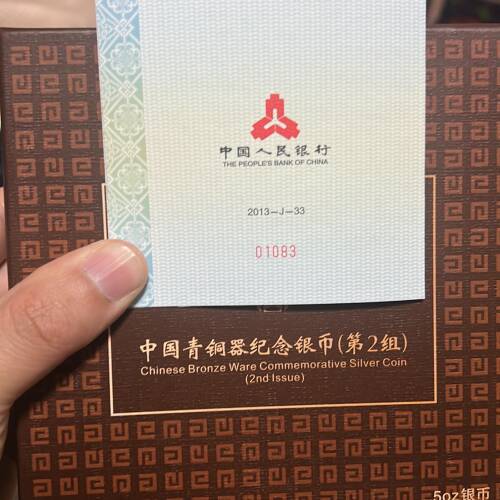 中国人民银行
THE PEOPLE'S BANK OF CHINA
2013-J-33
01083
中国青铜器纪念银币(第2组)
Chinese Bronze Ware Commemorative Silver Coin
(2nd Issue)
5oz银币